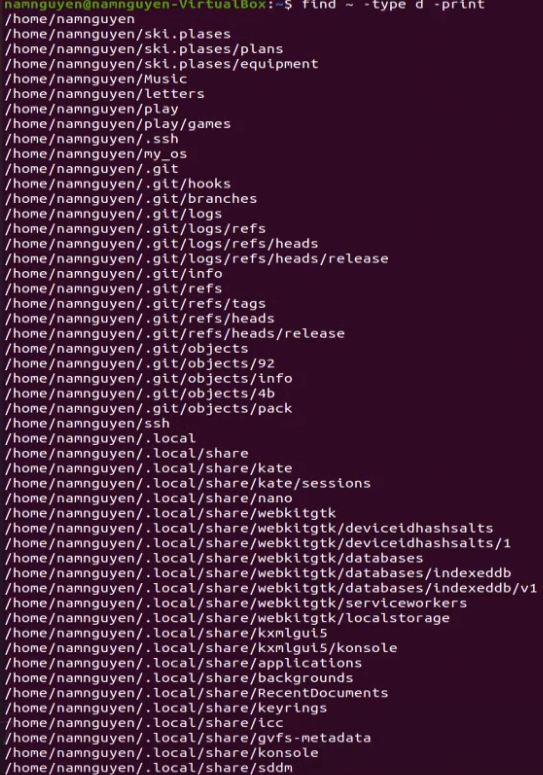 namnguyen@namnguyen-VirtualBox:~$ find ~ -type d -print
/home/namnguyen
/home/namnguyen/ski.plases
/home/namnguyen/ski.plases/plans
/home/namnguyen/ski.plases/equipment
/home/namnguyen/Music
/home/namnguyen/letters
/home/namnguyen/play
/home/namnguyen/play/games
/home/namnguyen/.ssh
/home/namnguyen/my_os
/home/namnguyen/.git
/home/namnguyen/.git/hooks
/home/namnguyen/.git/branches
/home/namnguyen/.git/logs
/home/namnguyen/.git/logs/refs
/home/namnguyen/.git/logs/refs/heads
/home/namnguyen/.git/logs/refs/heads/release
/home/namnguyen/.git/info
/home/namnguyen/.git/refs
/home/namnguyen/.git/refs/tags
/home/namnguyen/.git/refs/heads
/home/namnguyen/.git/refs/heads/release
/home/namnguyen/.git/objects
/home/namnguyen/.git/objects/92
/home/namnguyen/.git/objects/info
/home/namnguyen/.git/objects/4b
/home/namnguyen/.git/objects/pack
/home/namnguyen/ssh
/home/namnguyen/.local
/home/namnguyen/.local/share
/home/namnguyen/.local/share/kate
/home/namnguyen/.local/share/kate/sessions
/home/namnguyen/.local/share/nano
/home/namnguyen/.local/share/webkitgtk
/home/namnguyen/.local/share/webkitgtk/deviceidhashsalts
/home/namnguyen/.local/share/webkitgtk/deviceidhashsalts/1
/home/namnguyen/.local/share/webkitgtk/databases
/home/namnguyen/.local/share/webkitgtk/databases/indexeddb
/home/namnguyen/.local/share/webkitgtk/databases/indexeddb/v1
/home/namnguyen/.local/share/webkitgtk/serviceworkers
/home/namnguyen/.local/share/webkitgtk/localstorage
/home/namnguyen/.local/share/kxmlgui5
/home/namnguyen/.local/share/kxmlgui5/konsole
/home/namnguyen/.local/share/applications
/home/namnguyen/.local/share/backgrounds
/home/namnguyen/.local/share/RecentDocuments
/home/namnguyen/.local/share/keyrings
/home/namnguyen/.local/share/icc
/home/namnguyen/.local/share/gvfs-metadata
/home/namnguyen/.local/share/konsole
/home/namnguyen/.local/share/sddm